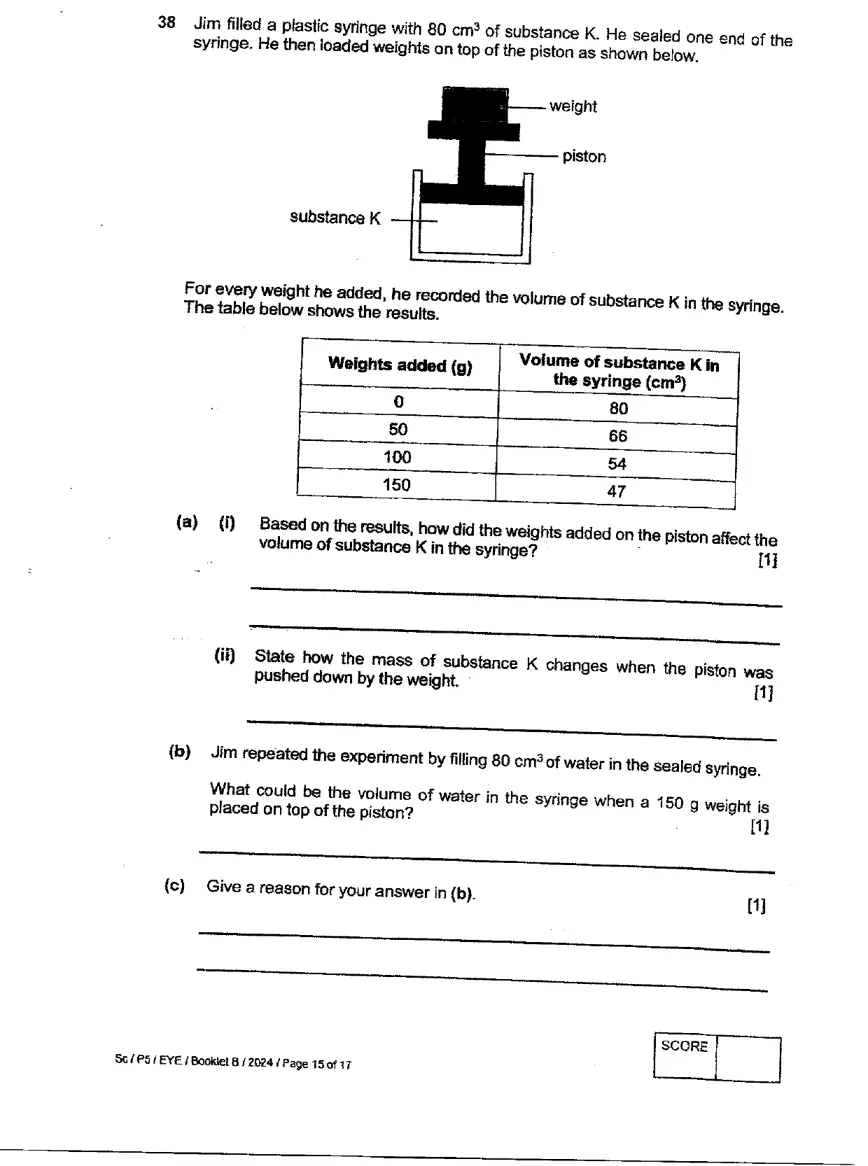 38 Jim filled a plastic syringe with 80 cm³ of substance K. He sealed one end of the
syringe. He then loaded weights on top of the piston as shown below.
weight
piston
substance K
For every weight he added, he recorded the volume of substance K in the syringe.
The table below shows the results.
Weights added (g) Volume of substance K in
the syringe (cm³)
0 80
50 66
100 54
150 47
(a) (i) Based on the results, how did the weights added on the piston affect the
volume of substance K in the syringe? [1]
(ii) State how the mass of substance K changes when the piston was
pushed down by the weight. [1]
(b) Jim repeated the experiment by filling 80 cm³ of water in the sealed syringe.
What could be the volume of water in the syringe when a 150 g weight is
placed on top of the piston? [1]
(c) Give a reason for your answer in (b). [1]
SCORE
Sc / P5 / EYE / Booklet B / 2024 / Page 15 of 17